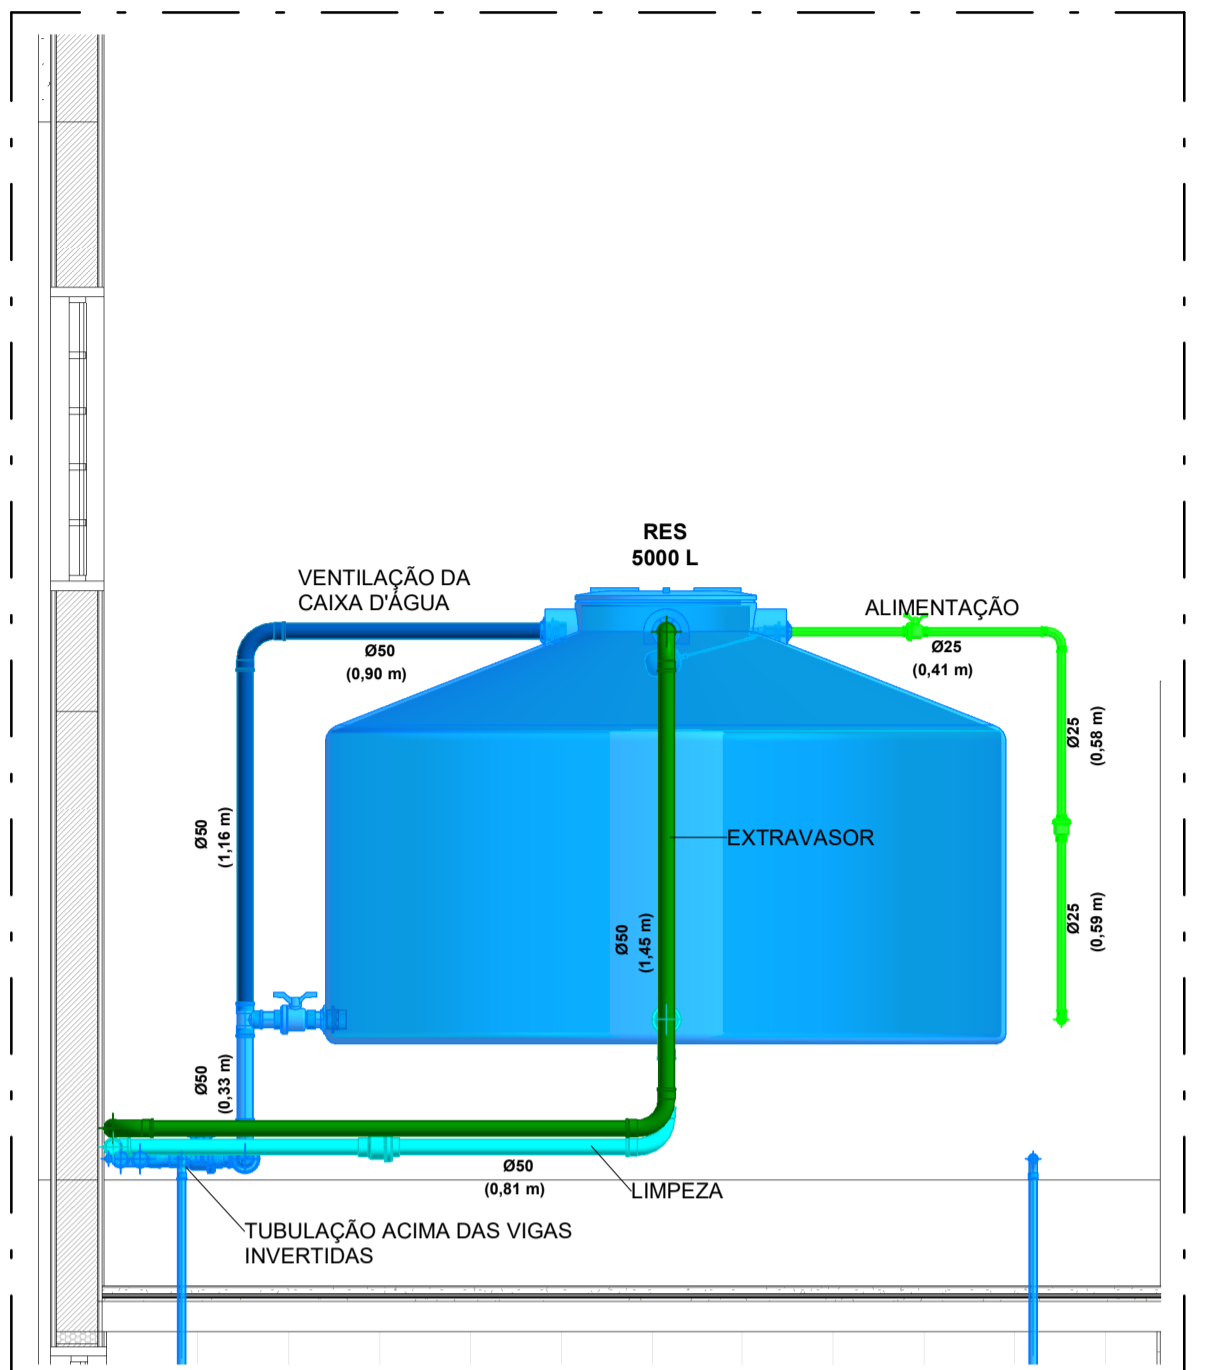 RES
5000 L
VENTILAÇÃO DA
CAIXA D'ÁGUA
ALIMENTAÇÃO
Ø50
(0,90 m)
Ø25
(0,41 m)
Ø25
(0,58 m)
Ø50
(1,16 m)
EXTRAVASOR
Ø50
(1,45 m)
Ø25
(0,59 m)
Ø50
(0,33 m)
Ø50
(0,81 m)
LIMPEZA
TUBULAÇÃO ACIMA DAS VIGAS
INVERTIDAS